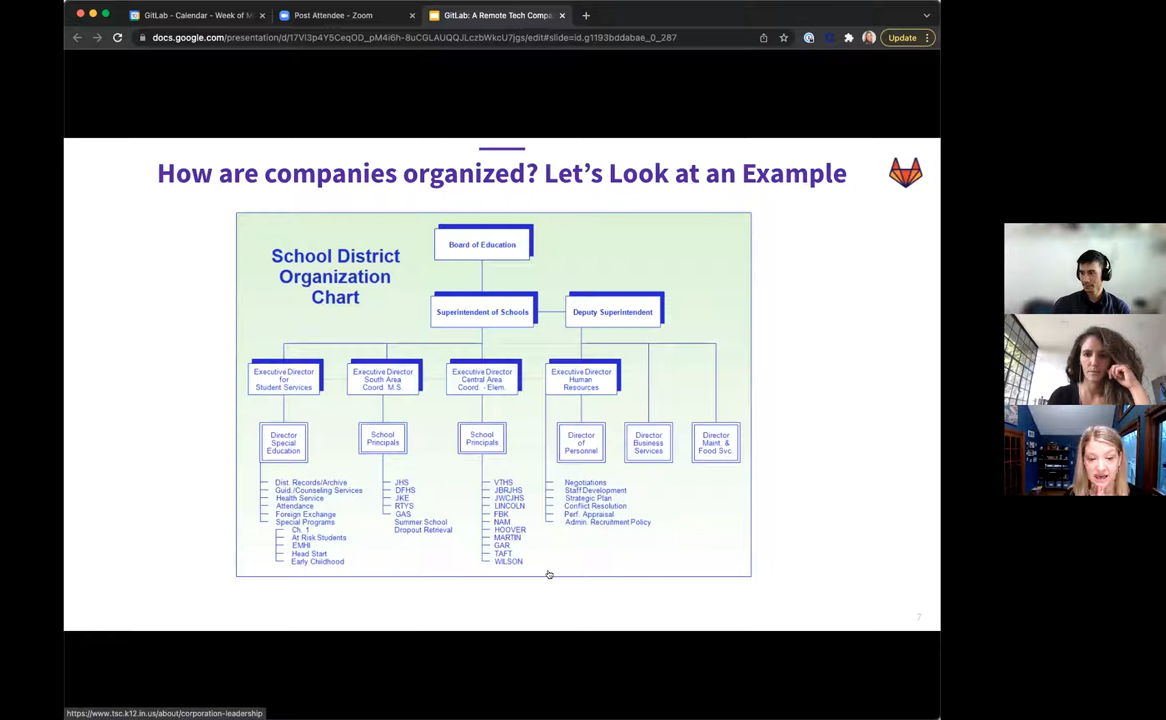 GitLab - Calendar - Week of M
Post Attendee - Zoom
GitLab: A Remote Tech Compa
docs.google.com/presentation/d/17Vl3p4Y5CeqOD_pM4i6h-8uCGLAUQQJLczbWkcU7jgs/edit#slide=id.g1193bddabae_0_287
Update
How are companies organized? Let's Look at an Example
School District
Organization
Chart
Board of Education
Superintendent of Schools
Deputy Superintendent
Executive Director
for
Student Services
Executive Director
South Area
Coord. M.S.
Executive Director
Central Area
Coord. - Elem.
Executive Director
Human
Resources
Director
Special
Education
School
Principals
School
Principals
Director
of
Personnel
Director
Business
Services
Director
Maint. &
Food Svc.
Dist. Records/Archive
Guid./Counseling Services
Health Service
Attendance
Foreign Exchange
Special Programs
Ch. 1
At Risk Students
EMHI
Head Start
Early Childhood
JHS
DFHS
JKE
RTYS
GAS
Summer School
Dropout Retrieval
VTHS
JBRJHS
JWCJHS
LINCOLN
FBK
NAM
HOOVER
MARTIN
GAR
TAFT
WILSON
Negotiations
Staff Development
Strategic Plan
Conflict Resolution
Perf. Appraisal
Admin. Recruitment Policy
7
https://www.tsc.k12.in.us/about/corporation-leadership